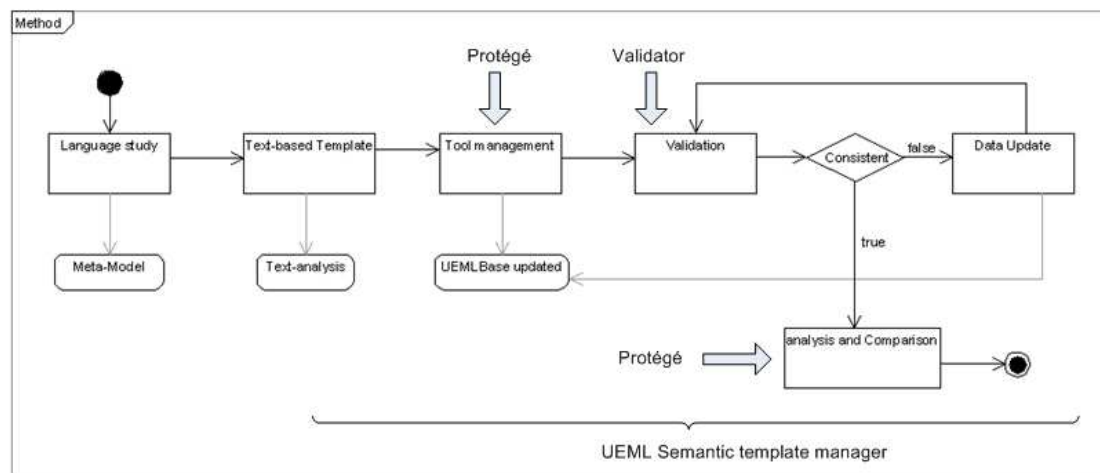 Method
Protégé
Validator
Language study
Text-based Template
Tool management
Validation
Consistent
false
Data Update
true
Meta-Model
Text-analysis
UEMLBase updated
analysis and Comparison
Protégé
UEML Semantic template manager